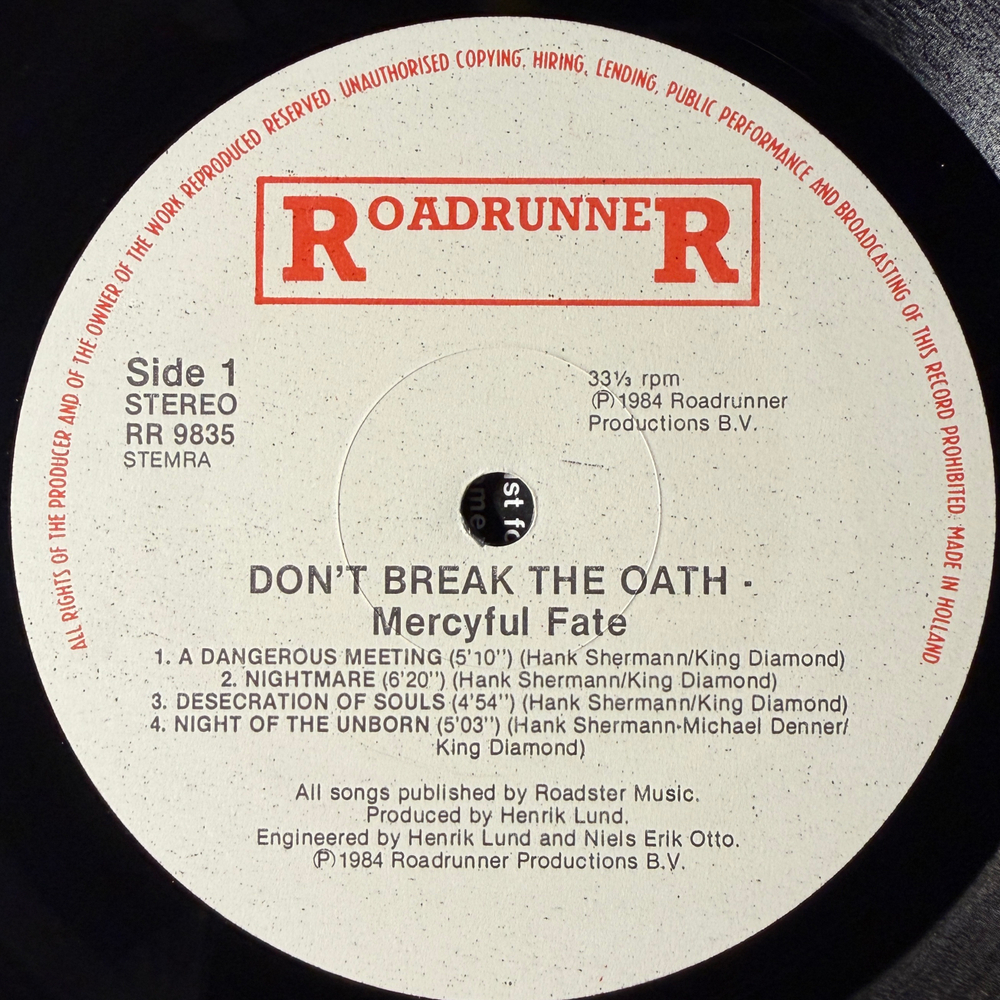 ALL RIGHTS OF THE PRODUCER AND OF THE OWNER OF THE WORK REPRODUCED RESERVED. UNAUTHORISED COPYING, HIRING, LENDING, PUBLIC PERFORMANCE AND BROADCASTING OF THIS RECORD PROHIBITED. MADE IN HOLLAND.
ROADRUNNER
Side 1
STEREO
RR 9835
STEMRA
33⅓ rpm
℗ 1984 Roadrunner
Productions B.V.
st fo
me
DON'T BREAK THE OATH -
Mercyful Fate
1. A DANGEROUS MEETING (5'10'') (Hank Shermann/King Diamond)
2. NIGHTMARE (6'20'') (Hank Shermann/King Diamond)
3. DESECRATION OF SOULS (4'54'') (Hank Shermann/King Diamond)
4. NIGHT OF THE UNBORN (5'03'') (Hank Shermann-Michael Denner/
King Diamond)
All songs published by Roadster Music.
Produced by Henrik Lund.
Engineered by Henrik Lund and Niels Erik Otto.
℗ 1984 Roadrunner Productions B.V.